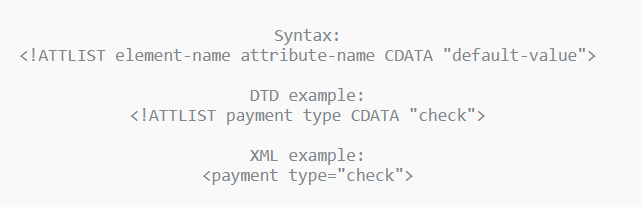 Syntax:
<!ATTLIST element-name attribute-name CDATA "default-value">
DTD example:
<!ATTLIST payment type CDATA "check">
XML example:
<payment type="check">